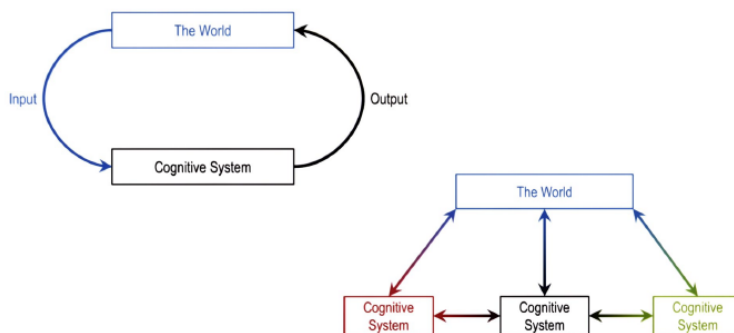 The World
Input
Output
Cognitive System
The World
Cognitive
System
Cognitive
System
Cognitive
System